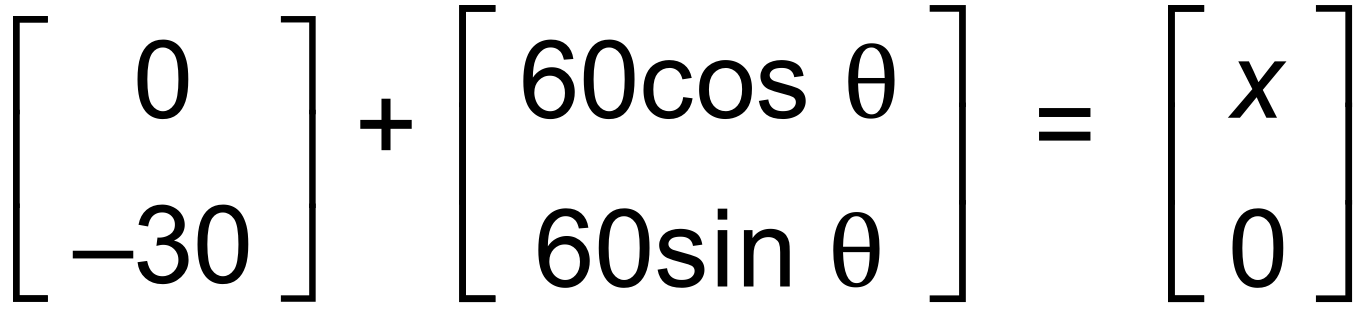 [ 0 ] + [ 60cos θ ] = [ x ]
[ –30 ] [ 60sin θ ] [ 0 ]